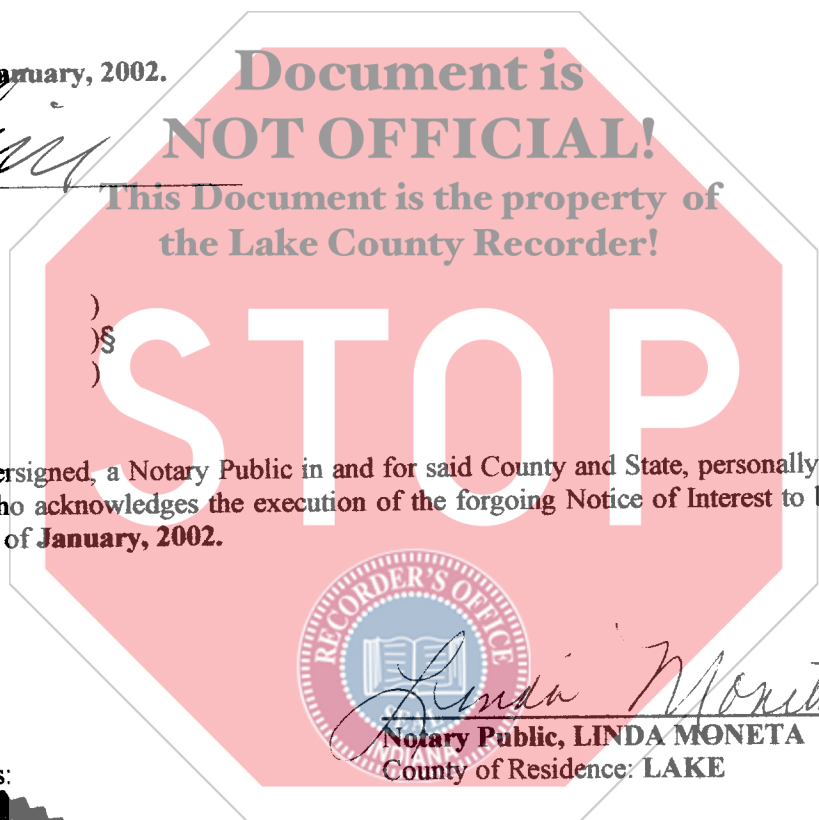 anuary, 2002.
Document is
NOT OFFICIAL!
This Document is the property of
the Lake County Recorder!
)
)§
)
STOP
ersigned, a Notary Public in and for said County and State, personally
ho acknowledges the execution of the forgoing Notice of Interest to b
of January, 2002.
RECORDER'S OFFICE
SEAL
INDIANA
Linda Moneta
Notary Public, LINDA MONETA
County of Residence: LAKE
s: